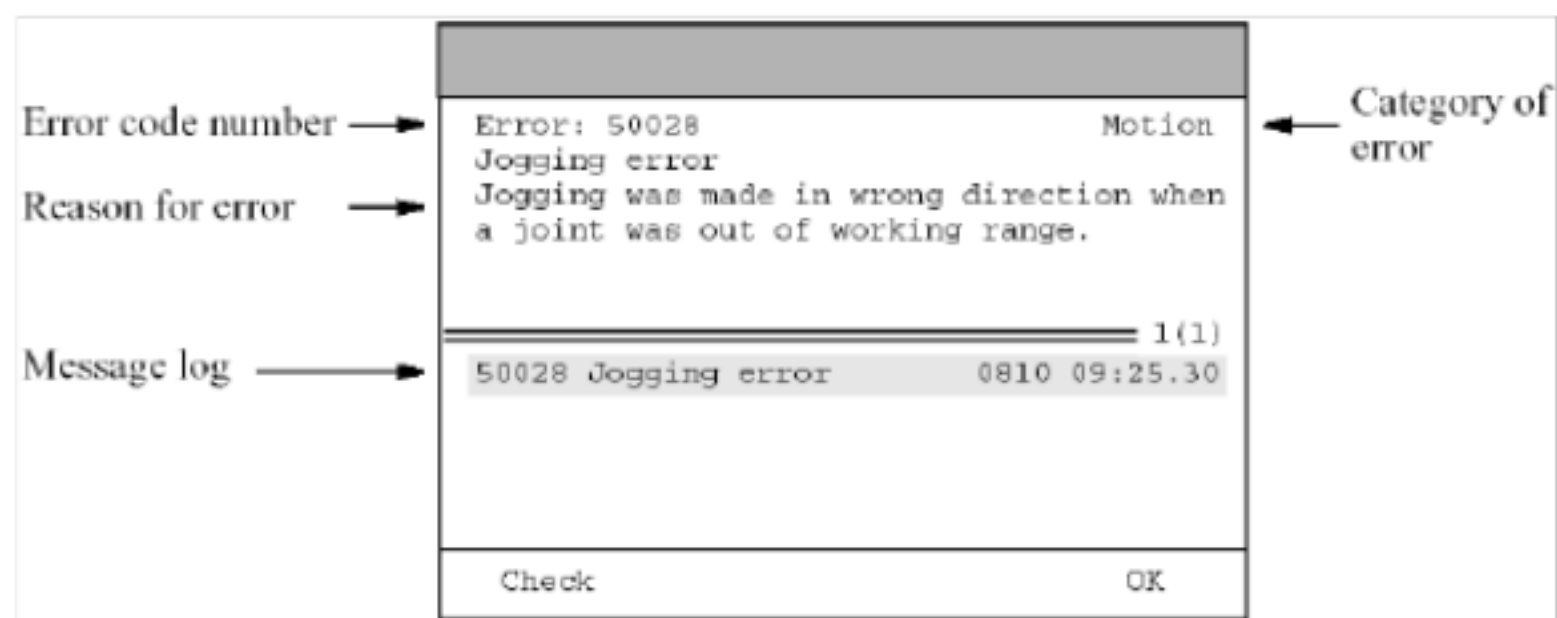 Error code number
Error: 50028 Motion
Category of
error
Jogging error
Reason for error
Jogging was made in wrong direction when
a joint was out of working range.
1(1)
Message log
50028 Jogging error 0810 09:25.30
Check OK